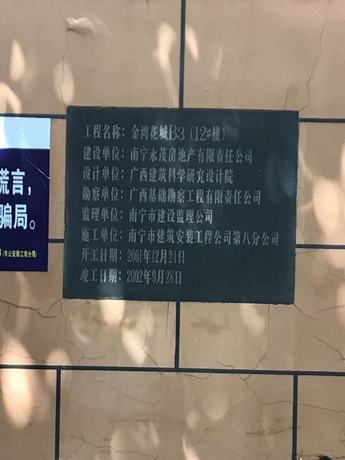 工程名称：金湾花城B3（12#楼）
建设单位：南宁永茂房地产有限责任公司
设计单位：广西建筑科学研究设计院
勘察单位：广西基础勘察工程有限责任公司
监理单位：南宁市建设监理公司
施工单位：南宁市建筑安装工程公司第八分公司
开工日期：2001年12月24日
竣工日期：2002年9月28日
谎言，
骗局。